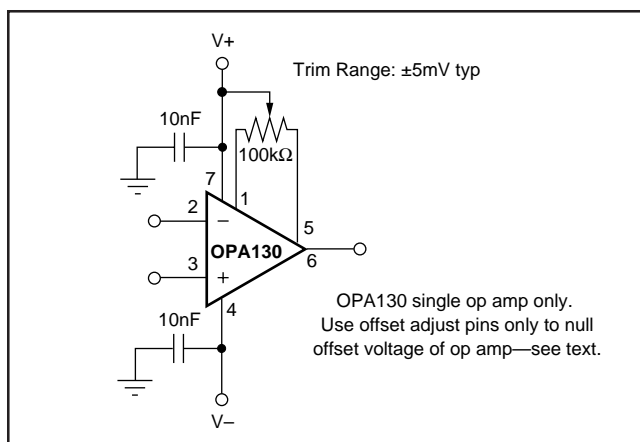 V+
Trim Range: ±5mV typ
10nF
100kΩ
7
1
2
5
–
OPA130
6
3
+
4
OPA130 single op amp only.
Use offset adjust pins only to null
offset voltage of op amp—see text.
10nF
V–